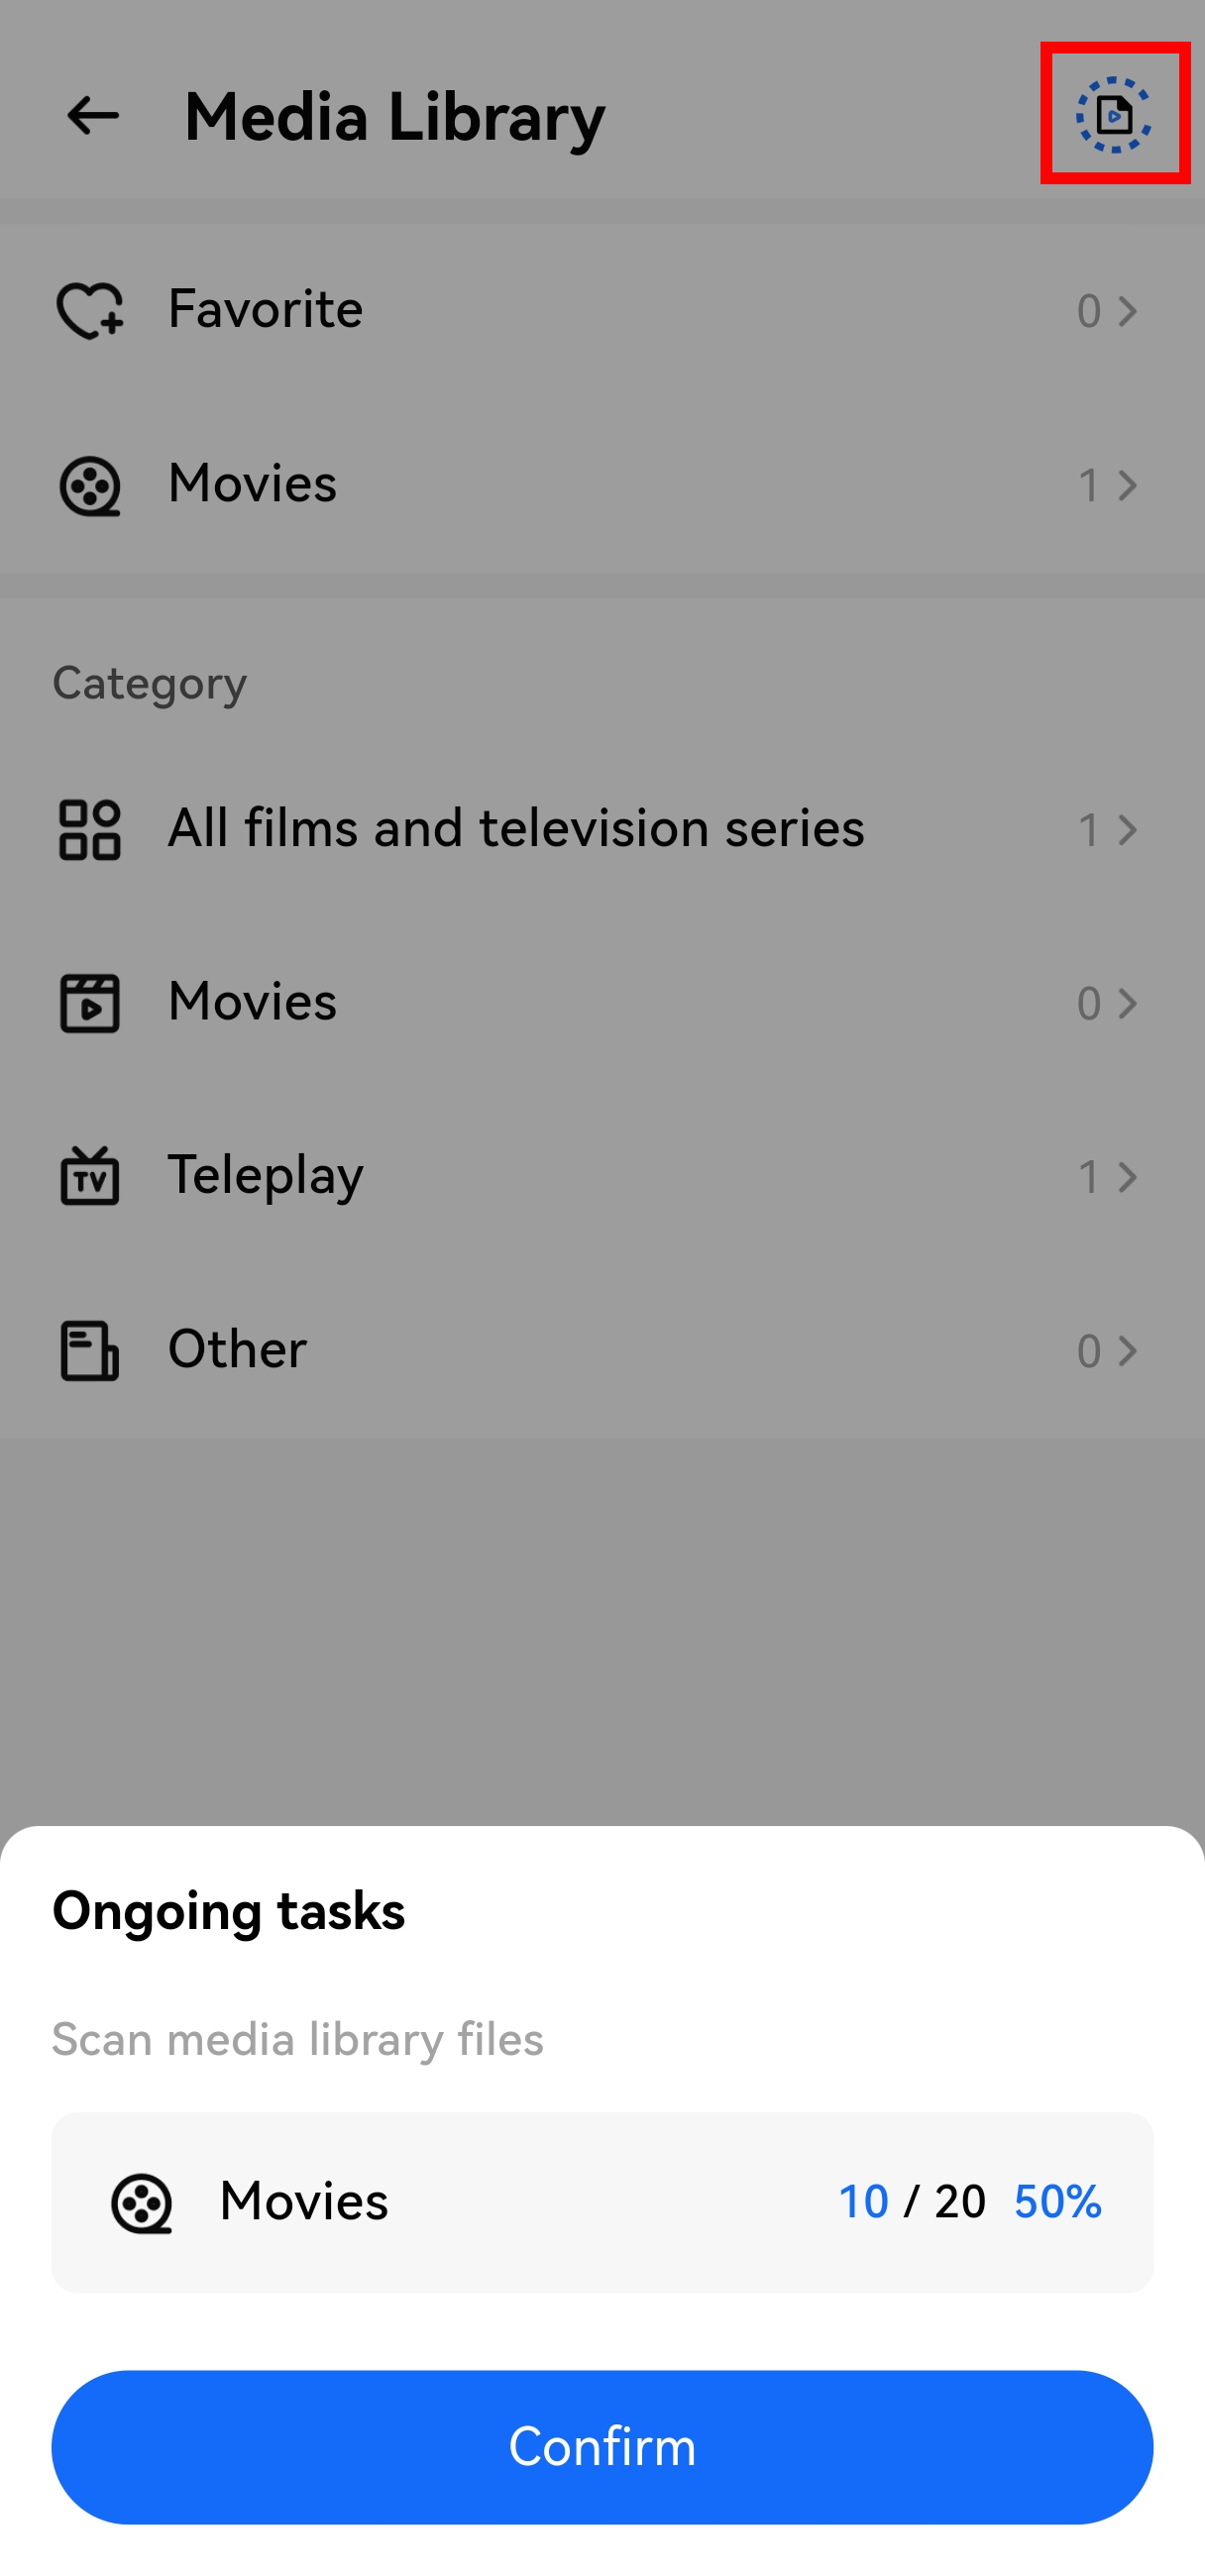 Media Library
Favorite 0
Movies 1
Category
All films and television series 1
Movies 0
TV Teleplay 1
Other 0
Ongoing tasks
Scan media library files
Movies 10 / 20 50%
Confirm